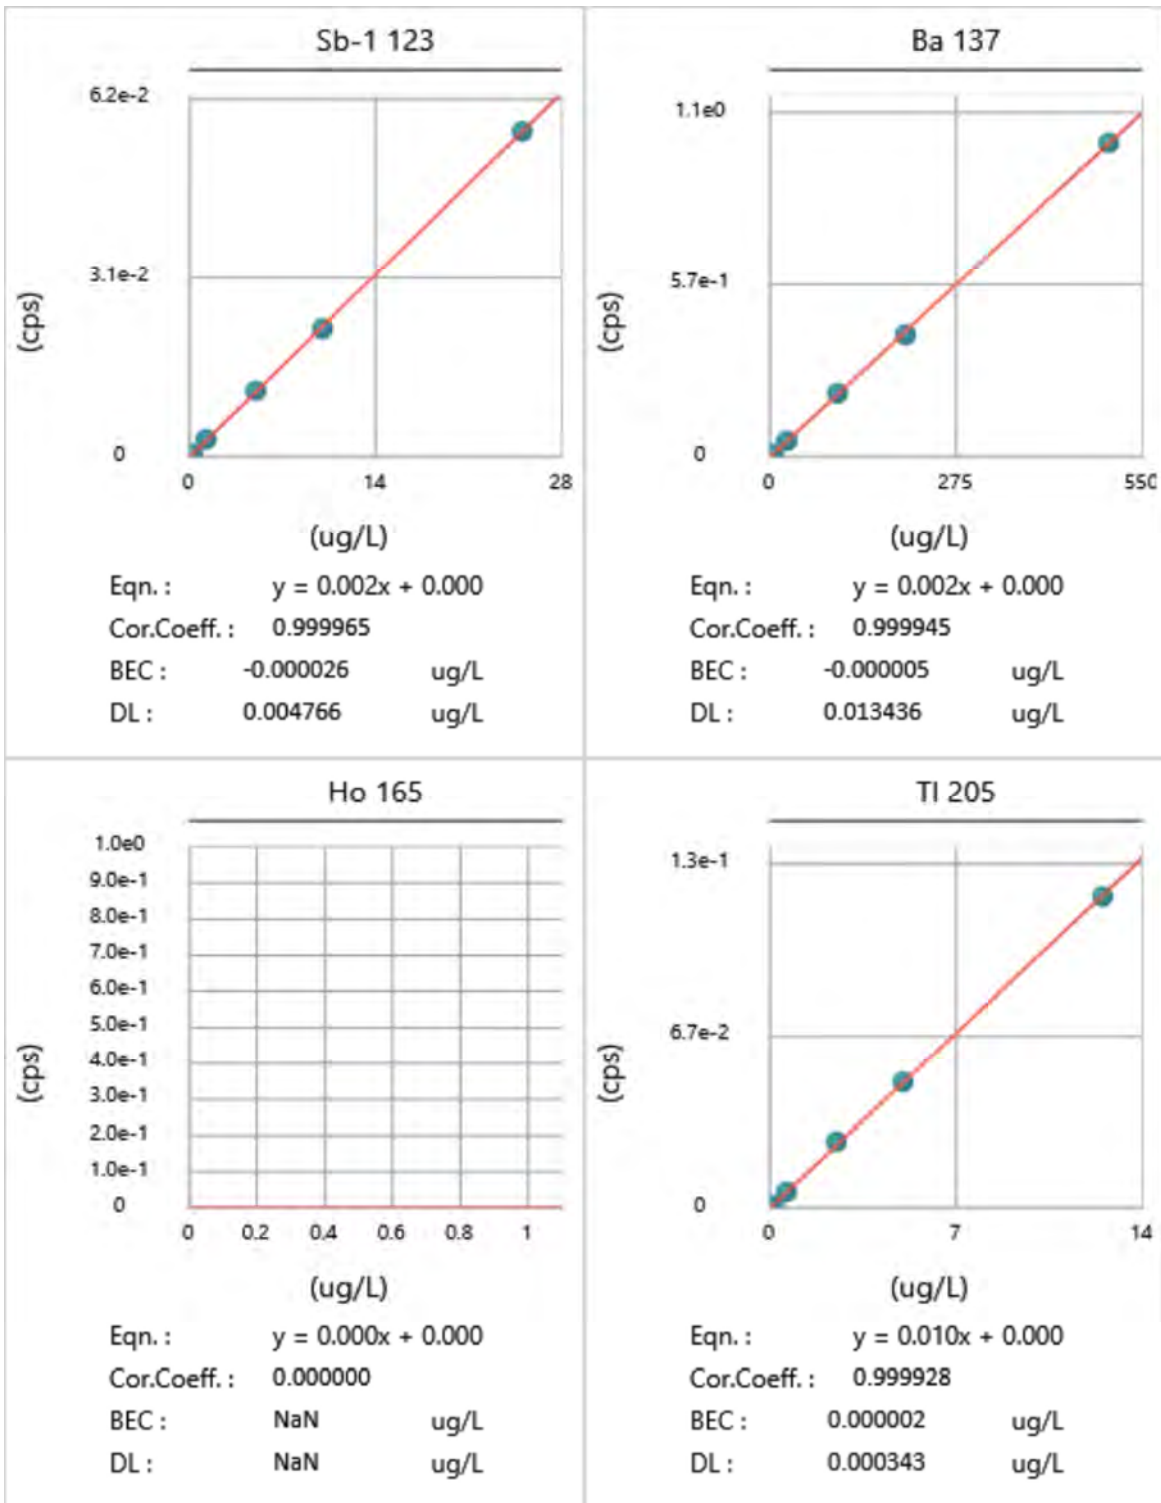 Sb-1 123
6.2e-2
3.1e-2
0
(cps)
0 14 28
(ug/L)
Eqn. : y = 0.002x + 0.000
Cor.Coeff. : 0.999965
BEC : -0.000026 ug/L
DL : 0.004766 ug/L
Ba 137
1.1e0
5.7e-1
0
(cps)
0 275 550
(ug/L)
Eqn. : y = 0.002x + 0.000
Cor.Coeff. : 0.999945
BEC : -0.000005 ug/L
DL : 0.013436 ug/L
Ho 165
1.0e0
9.0e-1
8.0e-1
7.0e-1
6.0e-1
5.0e-1
4.0e-1
3.0e-1
2.0e-1
1.0e-1
0
(cps)
0 0.2 0.4 0.6 0.8 1
(ug/L)
Eqn. : y = 0.000x + 0.000
Cor.Coeff. : 0.000000
BEC : NaN ug/L
DL : NaN ug/L
Tl 205
1.3e-1
6.7e-2
0
(cps)
0 7 14
(ug/L)
Eqn. : y = 0.010x + 0.000
Cor.Coeff. : 0.999928
BEC : 0.000002 ug/L
DL : 0.000343 ug/L